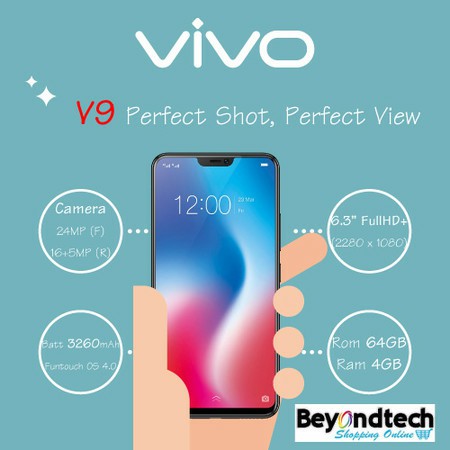 vivo
V9 Perfect Shot, Perfect View
12:00
Camera
24MP (F)
16+5MP (R)
6.3" FullHD+
(2280 x 1080)
Batt 3260mAh
Funtouch OS 4.0
Rom 64GB
Ram 4GB
Beyondtech
Shopping Online